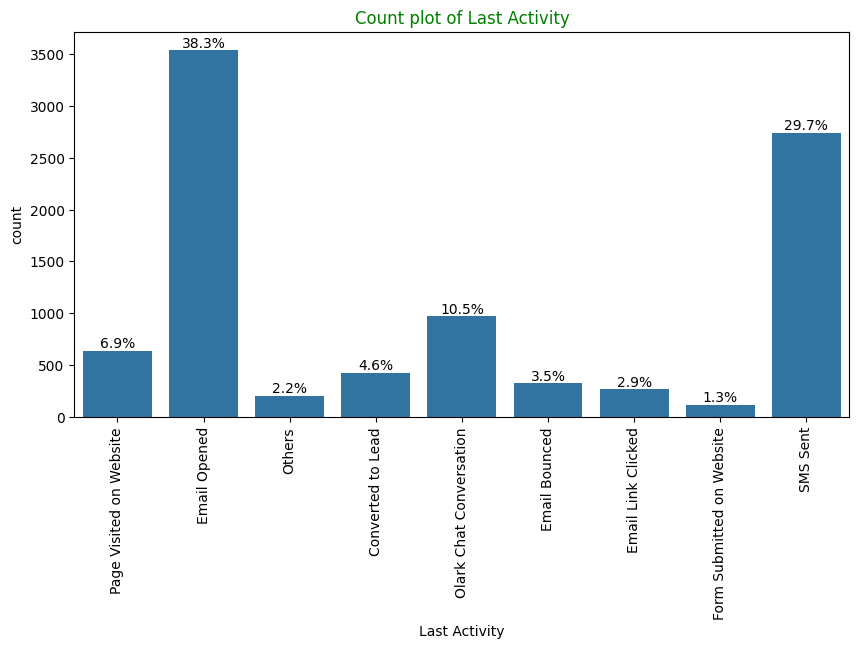 Count plot of Last Activity
count
3500
3000
2500
2000
1500
1000
500
0
6.9%
38.3%
2.2%
4.6%
10.5%
3.5%
2.9%
1.3%
29.7%
Page Visited on Website
Email Opened
Others
Converted to Lead
Olark Chat Conversation
Email Bounced
Email Link Clicked
Form Submitted on Website
SMS Sent
Last Activity